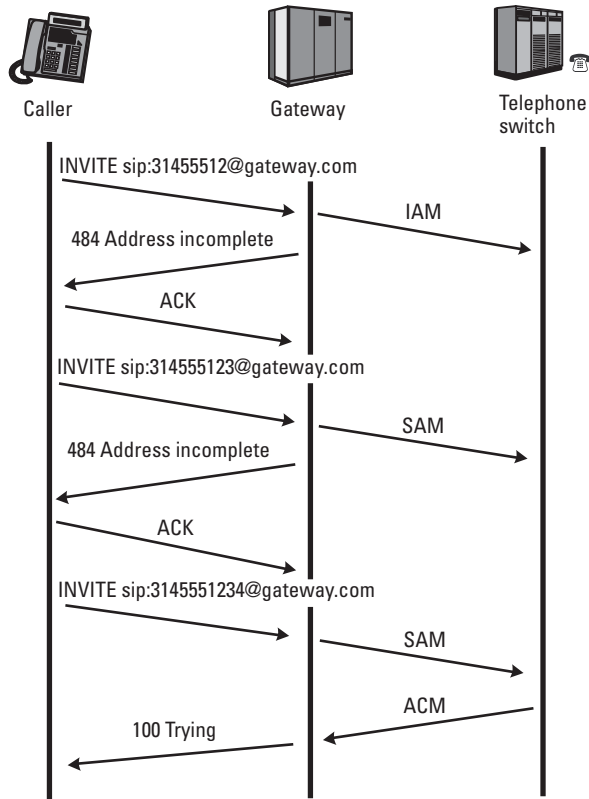 Caller
Gateway
Telephone
switch
INVITE sip:31455512@gateway.com
IAM
484 Address incomplete
ACK
INVITE sip:314555123@gateway.com
SAM
484 Address incomplete
ACK
INVITE sip:3145551234@gateway.com
SAM
ACM
100 Trying